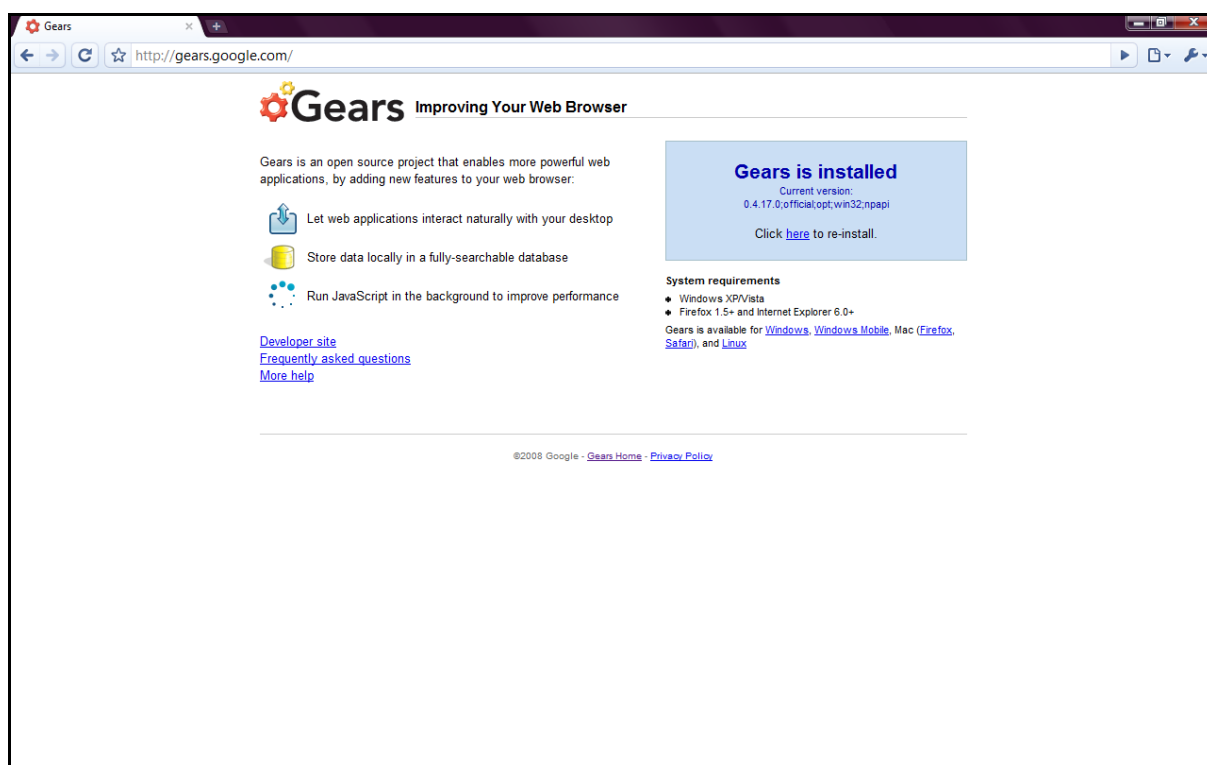 Gears
http://gears.google.com/
Gears Improving Your Web Browser
Gears is an open source project that enables more powerful web
applications, by adding new features to your web browser:
Let web applications interact naturally with your desktop
Store data locally in a fully-searchable database
Run JavaScript in the background to improve performance
Developer site
Frequently asked questions
More help
Gears is installed
Current version:
0.4.17.0;official;opt;win32;npapi
Click here to re-install.
System requirements
Windows XP/Vista
Firefox 1.5+ and Internet Explorer 6.0+
Gears is available for Windows, Windows Mobile, Mac (Firefox,
Safari), and Linux
©2008 Google - Gears Home - Privacy Policy